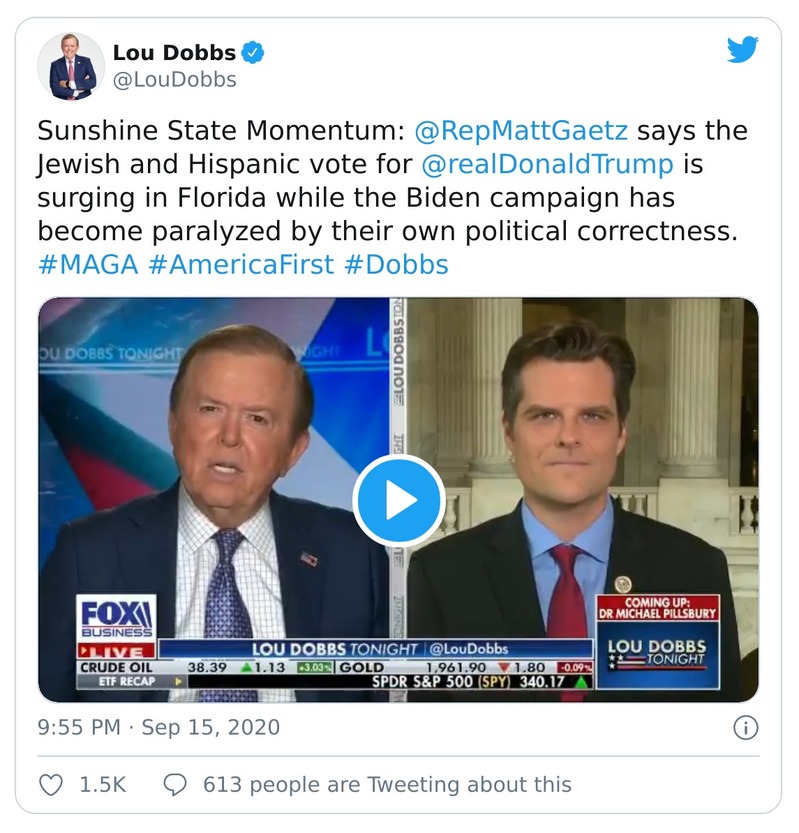 Lou Dobbs
@LouDobbs
Sunshine State Momentum: @RepMattGaetz says the
Jewish and Hispanic vote for @realDonaldTrump is
surging in Florida while the Biden campaign has
become paralyzed by their own political correctness.
#MAGA #AmericaFirst #Dobbs
OU DOBBS TONIGHT
NIGHT
LO
LOU DOBBS TON
FOX
BUSINESS
LIVE
LOU DOBBS TONIGHT | @LouDobbs
CRUDE OIL 38.39 ▲1.13 +3.03% GOLD 1,961.90 ▼1.80 -0.09%
ETF RECAP SPDR S&P 500 (SPY) 340.17 ▲
COMING UP:
DR MICHAEL PILLSBURY
LOU DOBBS
TONIGHT
9:55 PM · Sep 15, 2020
1.5K 613 people are Tweeting about this